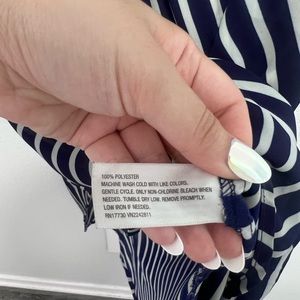 100% POLYESTER
MACHINE WASH COLD WITH LIKE COLORS.
GENTLE CYCLE. ONLY NON-CHLORINE BLEACH WHEN
NEEDED. TUMBLE DRY LOW. REMOVE PROMPTLY.
LOW IRON IF NEEDED.
RN17730 VN2242811